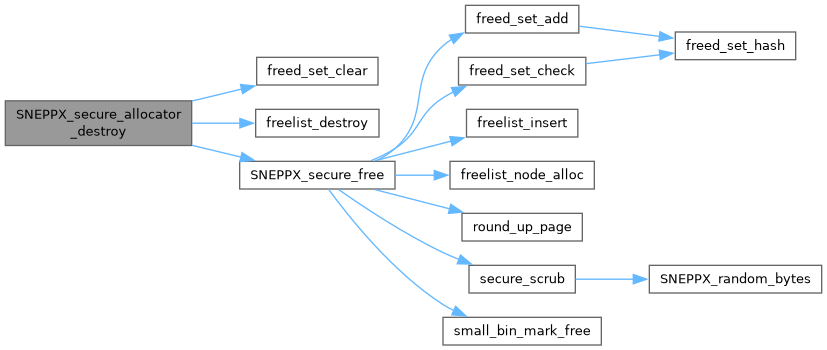 SNEPPX_secure_allocator
_destroy
freed_set_clear
freelist_destroy
SNEPPX_secure_free
freed_set_add
freed_set_check
freed_set_hash
freelist_insert
freelist_node_alloc
round_up_page
secure_scrub
SNEPPX_random_bytes
small_bin_mark_free